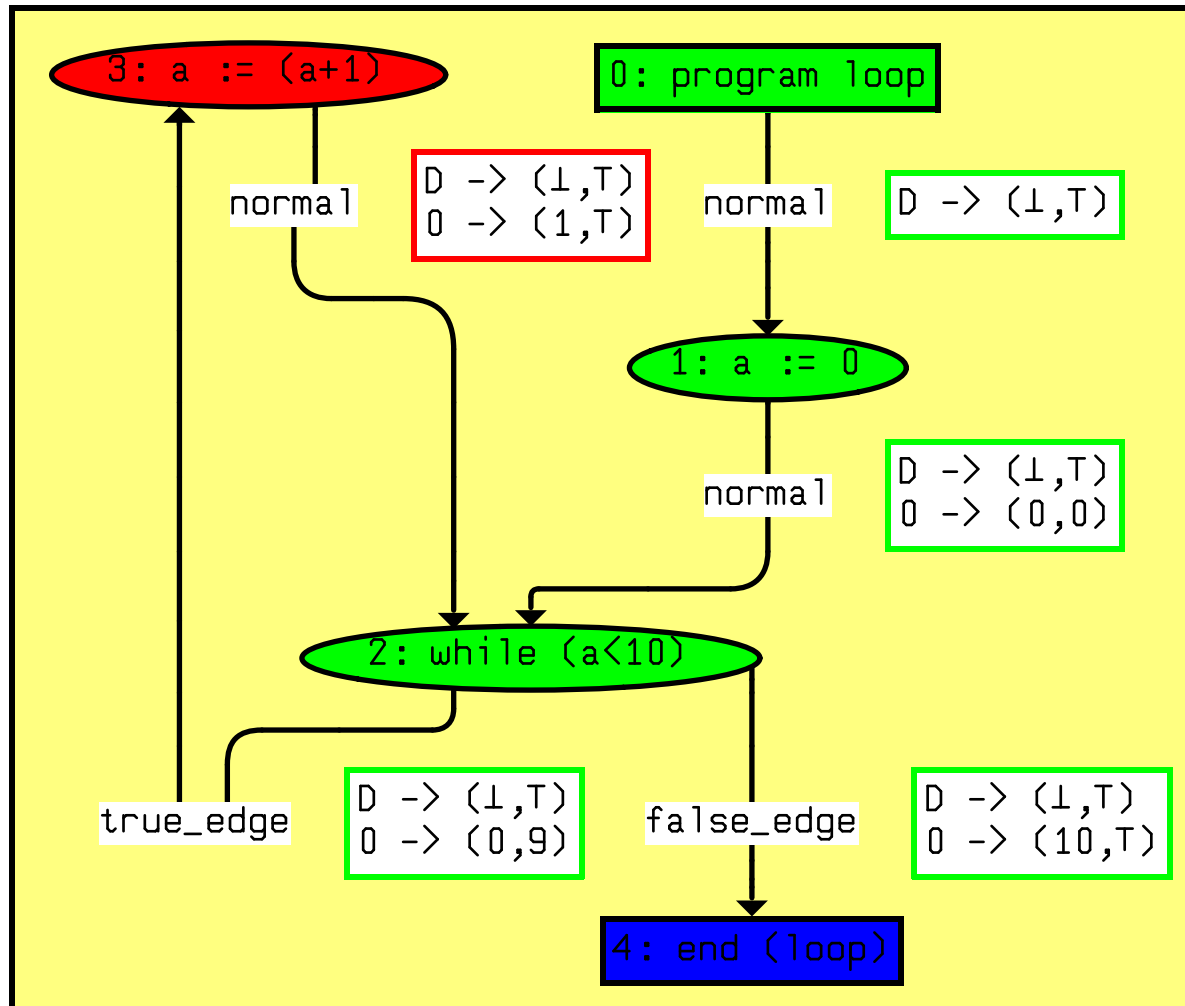 3: a := (a+1)
0: program loop
normal
D -> (⊥,T)
0 -> (1,T)
normal
D -> (⊥,T)
1: a := 0
normal
D -> (⊥,T)
0 -> (0,0)
2: while (a<10)
true_edge
D -> (⊥,T)
0 -> (0,9)
false_edge
D -> (⊥,T)
0 -> (10,T)
4: end (loop)